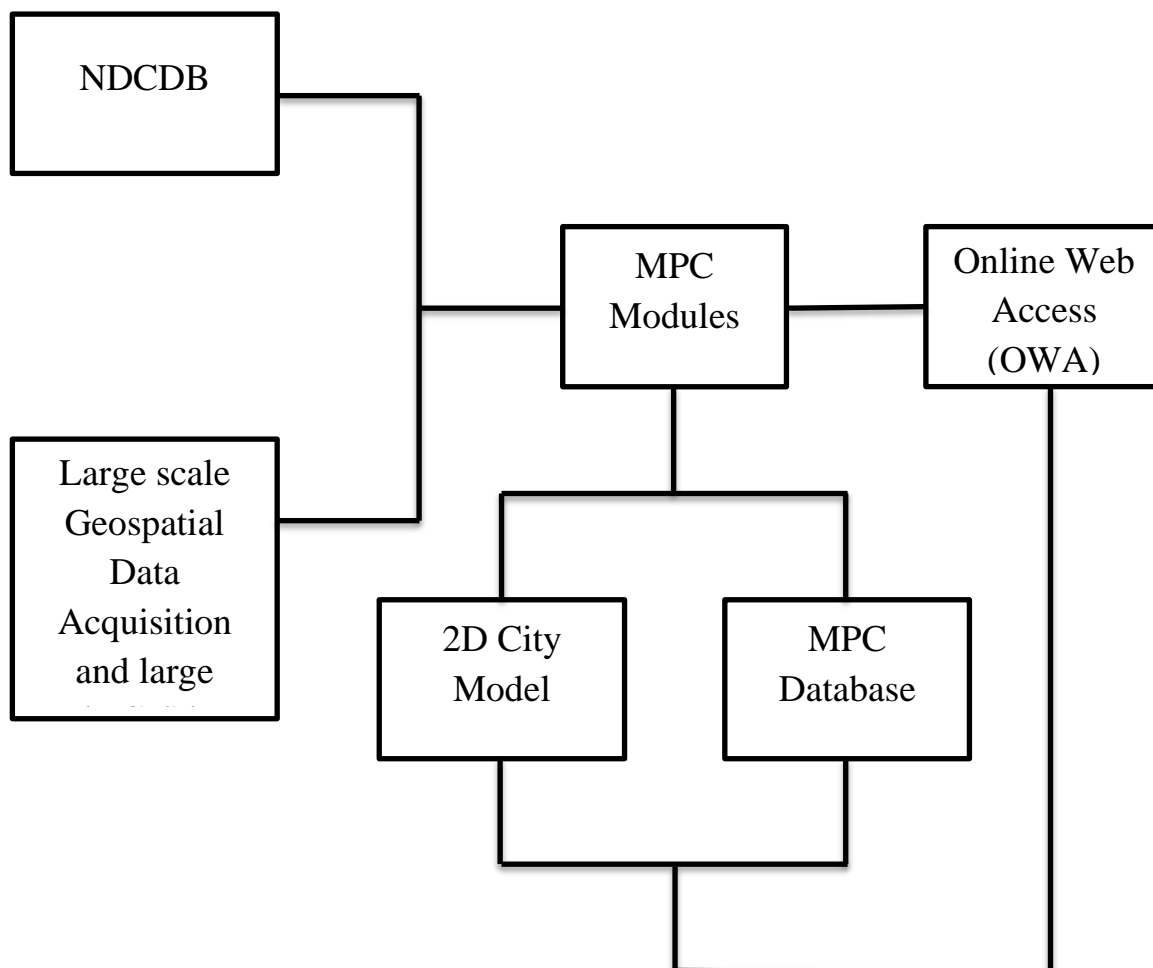 NDCDB
MPC
Modules
Online Web
Access
(OWA)
Large scale
Geospatial
Data
Acquisition
and large
2D City
Model
MPC
Database